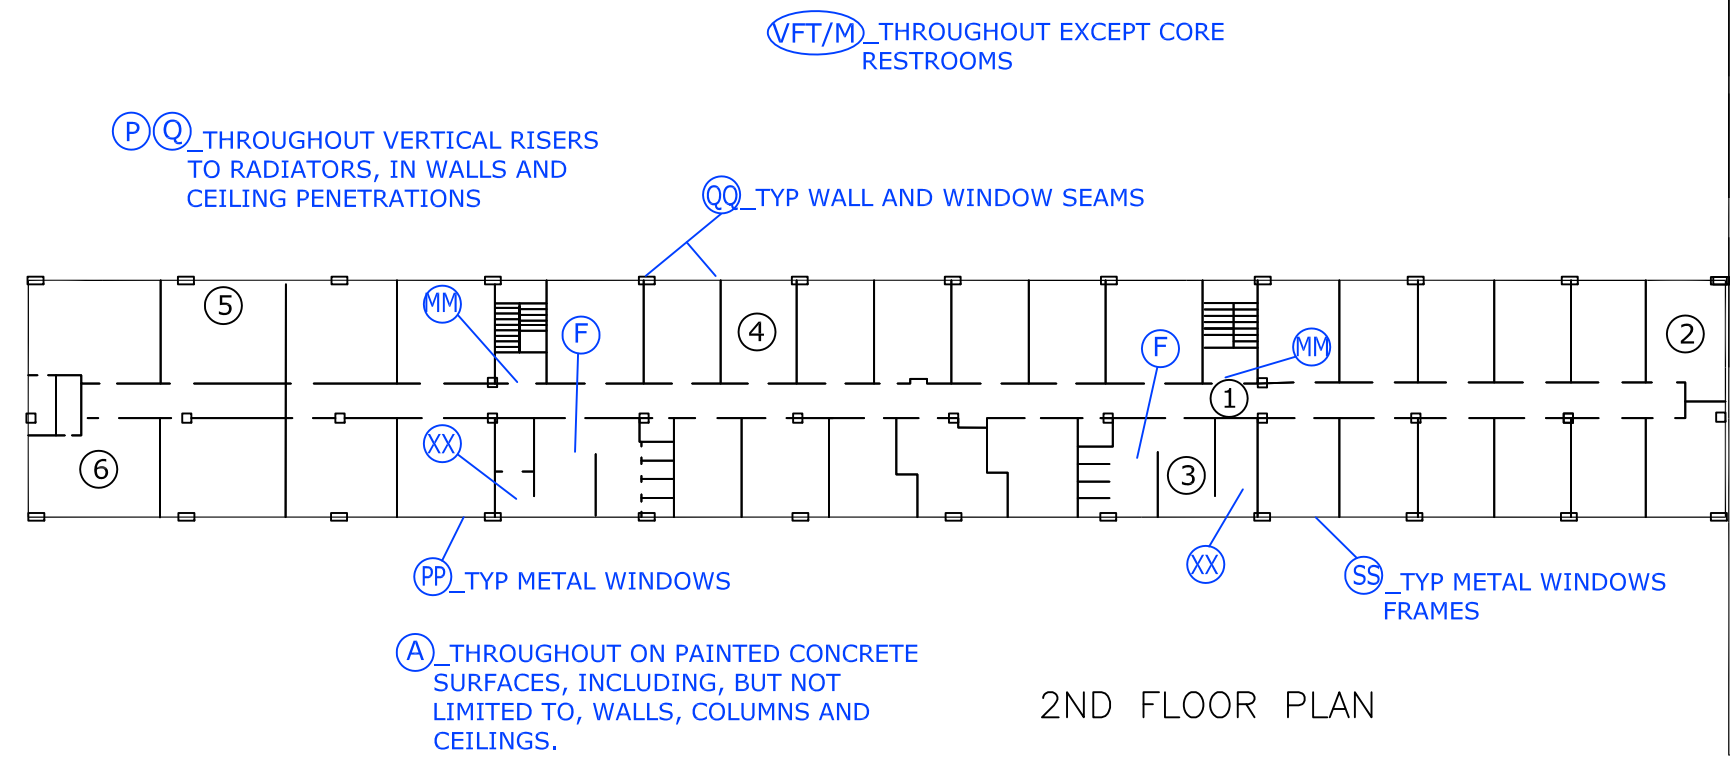 VFT/M_THROUGHOUT EXCEPT CORE
RESTROOMS
P Q_THROUGHOUT VERTICAL RISERS
TO RADIATORS, IN WALLS AND
CEILING PENETRATIONS
QQ_TYP WALL AND WINDOW SEAMS
5
MM
F
4
F
MM
2
1
XX
6
3
XX
PP_TYP METAL WINDOWS
SS_TYP METAL WINDOWS
FRAMES
A_THROUGHOUT ON PAINTED CONCRETE
SURFACES, INCLUDING, BUT NOT
LIMITED TO, WALLS, COLUMNS AND
CEILINGS.
2ND FLOOR PLAN